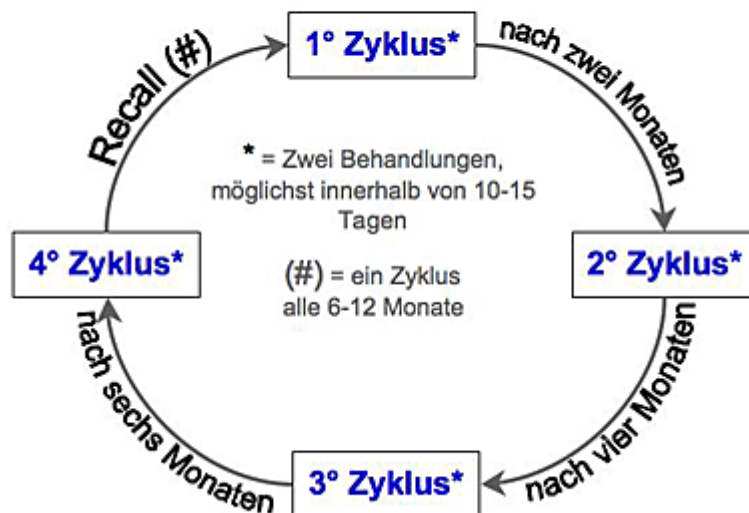 1° Zyklus*
nach zwei Monaten
2° Zyklus*
nach vier Monaten
3° Zyklus*
nach sechs Monaten
4° Zyklus*
Recall (#)
* = Zwei Behandlungen,
möglichst innerhalb von 10-15
Tagen
(#) = ein Zyklus
alle 6-12 Monate